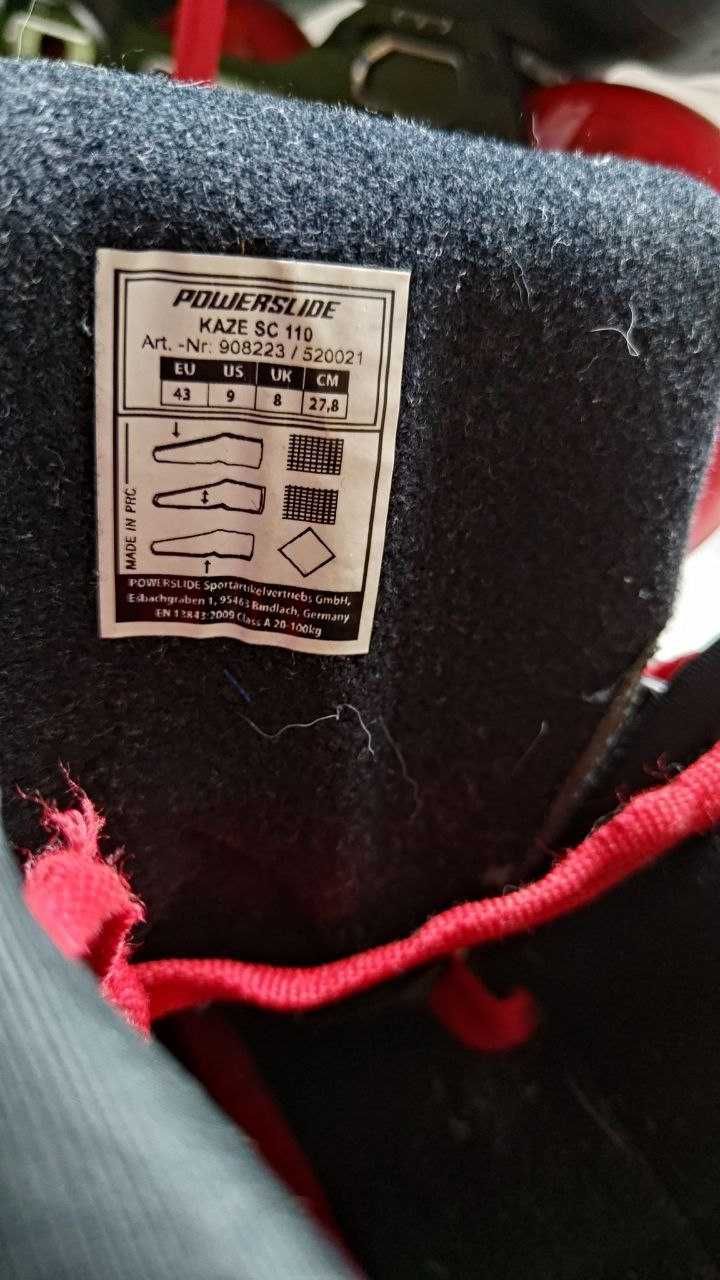 POWERSLIDE
KAZE SC 110
Art. -Nr: 908223 / 520021
EU US UK CM
43 9 8 27,8
MADE IN PRC
POWERSLIDE Sportartikelvertriebs GmbH,
Esbachgraben 1, 95463 Bindlach, Germany
EN 13843:2009 Class A 20-100kg